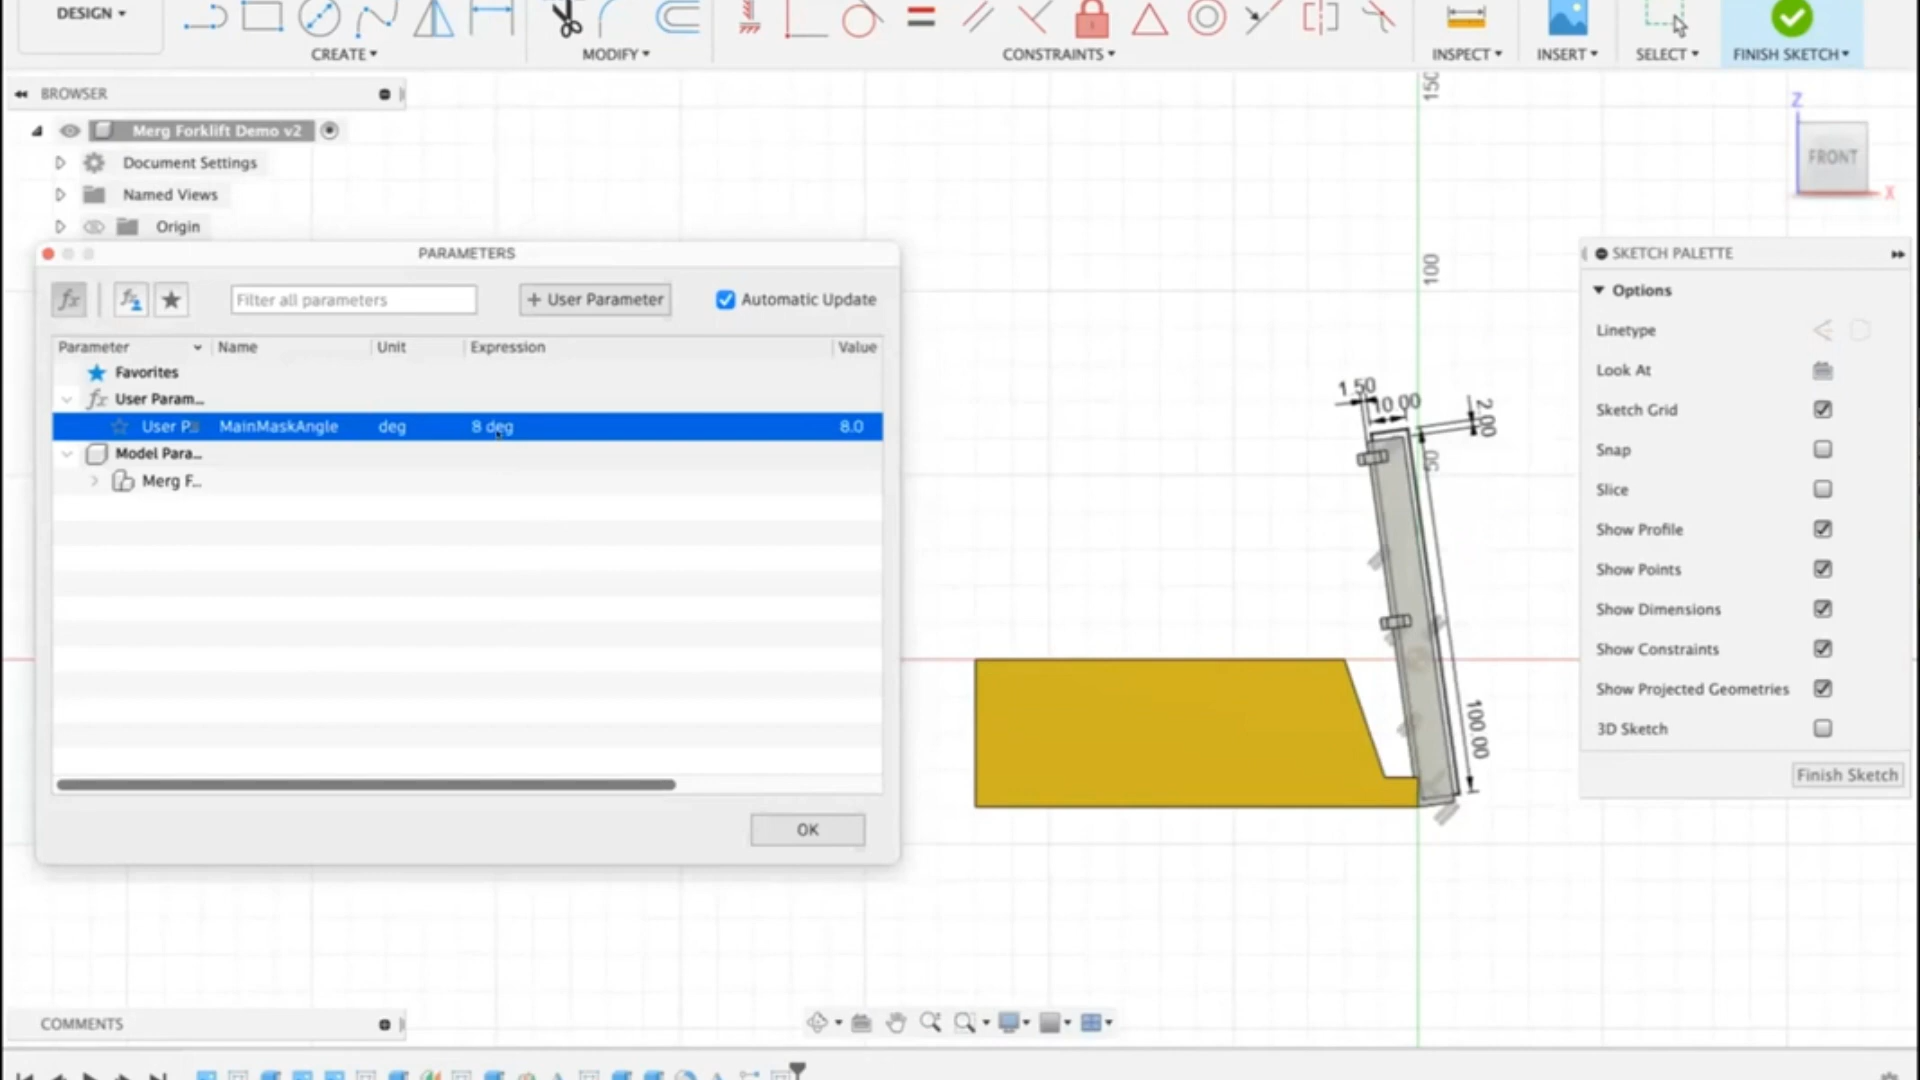 DESIGN
CREATE
MODIFY
CONSTRAINTS
INSPECT
INSERT
SELECT
FINISH SKETCH
BROWSER
Merg Forklift Demo v2
Document Settings
Named Views
Origin
PARAMETERS
fx
Filter all parameters
+ User Parameter
Automatic Update
Parameter Name Unit Expression Value
Favorites
fx User Param...
User P MainMaskAngle deg 8 deg 8.0
Model Para...
Merg F...
OK
COMMENTS
150
100
50
1.50
10.00
2.00
100.00
Z
FRONT
X
SKETCH PALETTE
Options
Linetype
Look At
Sketch Grid
Snap
Slice
Show Profile
Show Points
Show Dimensions
Show Constraints
Show Projected Geometries
3D Sketch
Finish Sketch